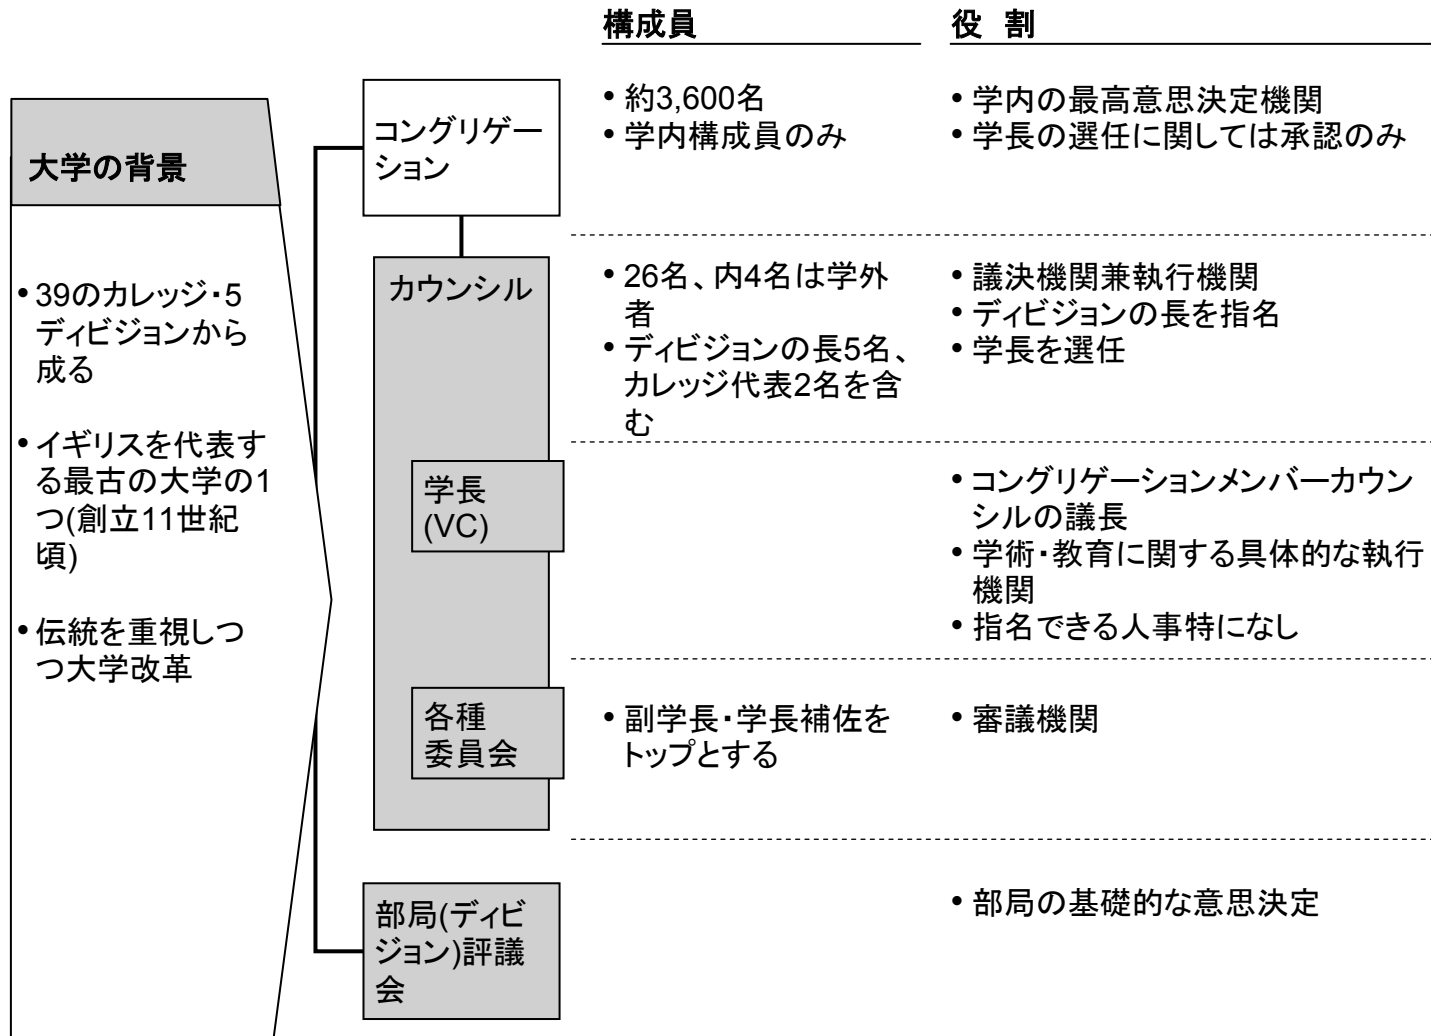 構成員
役 割
大学の背景
• 39のカレッジ・5
ディビジョンから
成る
• イギリスを代表す
る最古の大学の1
つ(創立11世紀
頃)
• 伝統を重視しつ
つ大学改革
コングリゲー
ション
• 約3,600名
• 学内構成員のみ
• 学内の最高意思決定機関
• 学長の選任に関しては承認のみ
カウンシル
• 26名、内4名は学外
者
• ディビジョンの長5名、
カレッジ代表2名を含
む
• 議決機関兼執行機関
• ディビジョンの長を指名
• 学長を選任
学長
(VC)
• コングリゲーションメンバーカウン
シルの議長
• 学術・教育に関する具体的な執行
機関
• 指名できる人事特になし
各種
委員会
• 副学長・学長補佐を
トップとする
• 審議機関
部局(ディビ
ジョン)評議
会
• 部局の基礎的な意思決定